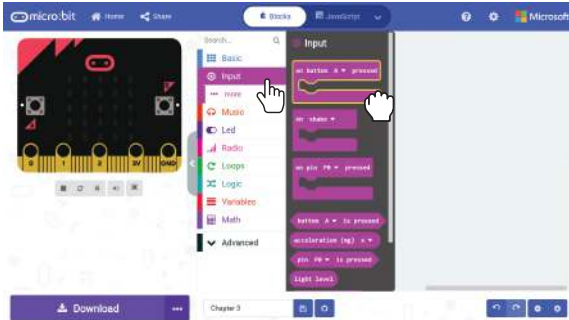 micro:bit Home Share Blocks JavaScript Microsoft
Search...
Basic
Input
more
Music
Led
Radio
Loops
Logic
Variables
Math
Advanced
Input
on button A pressed
on shake
on pin P0 pressed
button A is pressed
acceleration (mg) x
pin P0 is pressed
light level
0 1 2 3V GND
Download
Chapter 3